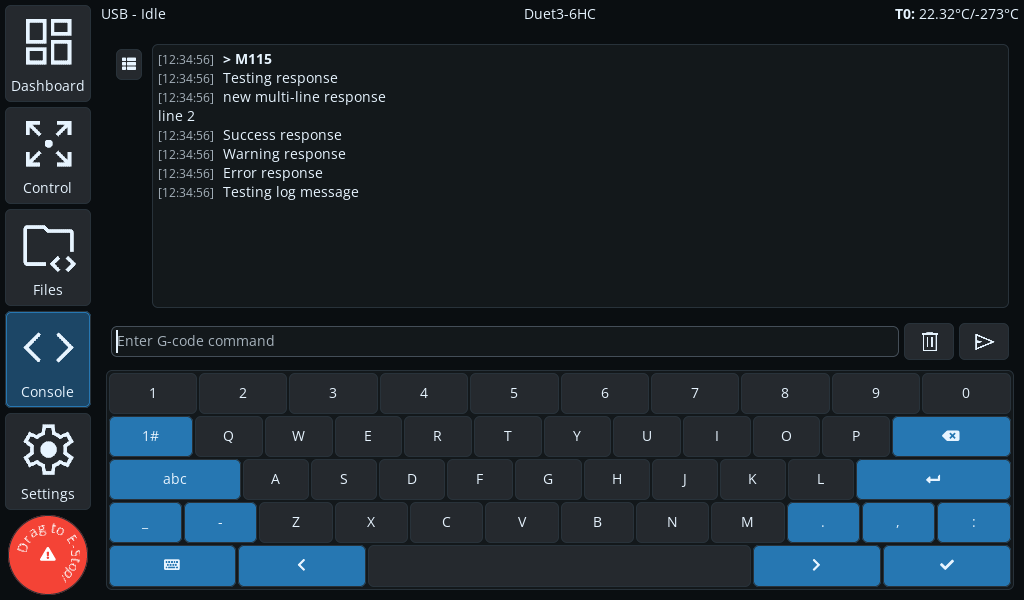 USB - Idle
Duet3-6HC
T0: 22.32°C/-273°C
Dashboard
Control
Files
Console
Settings
Drag to E-Stop!
[12:34:56] > M115
[12:34:56] Testing response
[12:34:56] new multi-line response
line 2
[12:34:56] Success response
[12:34:56] Warning response
[12:34:56] Error response
[12:34:56] Testing log message
Enter G-code command
1 2 3 4 5 6 7 8 9 0
1# Q W E R T Y U I O P
abc A S D F G H J K L
_ - Z X C V B N M . , :